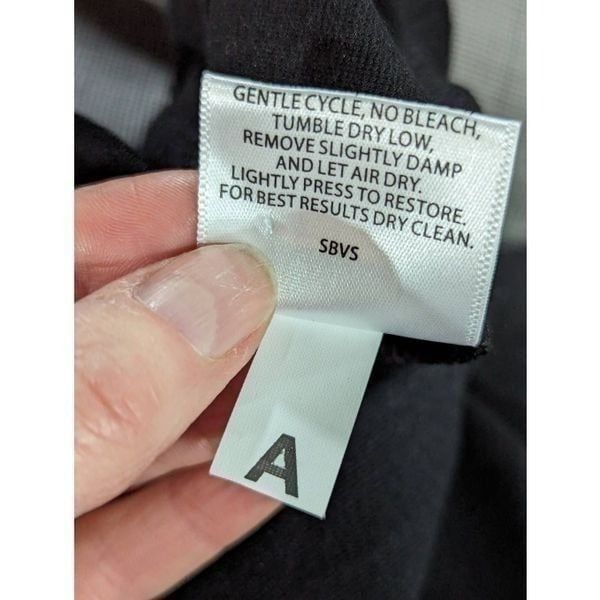 GENTLE CYCLE, NO BLEACH,
TUMBLE DRY LOW,
REMOVE SLIGHTLY DAMP
AND LET AIR DRY.
LIGHTLY PRESS TO RESTORE.
FOR BEST RESULTS DRY CLEAN.
SBVS
A